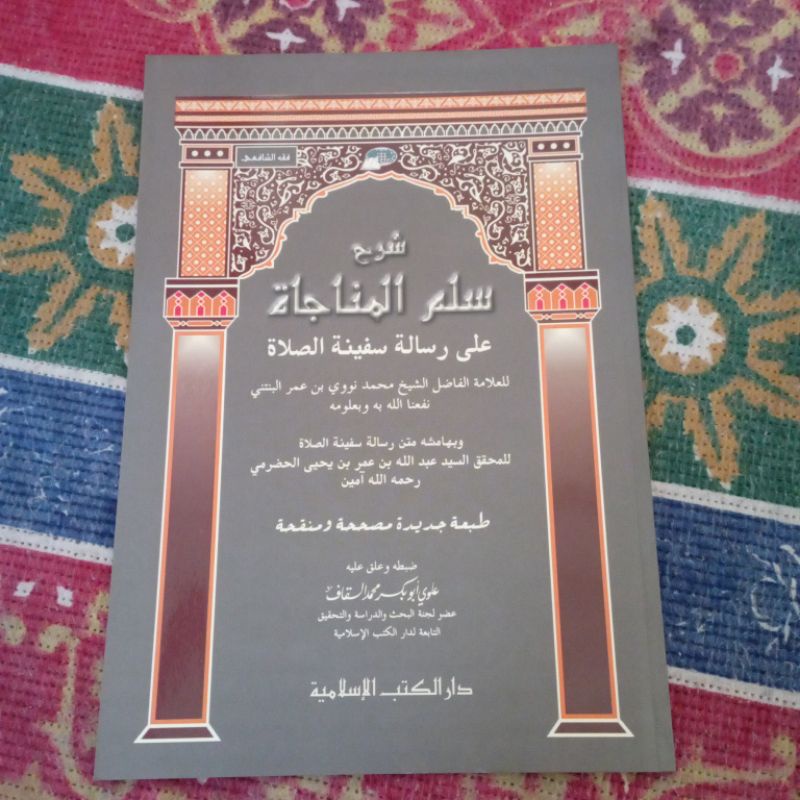 فقه الشافعي
شرح
سلم المناجاة
على رسالة سفينة الصلاة
للعلامة الفاضل الشيخ محمد نووي بن عمر البنتني
نفعنا الله به وبعلومه
وبهامشه متن رسالة سفينة الصلاة
للمحقق السيد عبد الله بن عمر بن يحيى الحضرمي
رحمه الله آمين
طبعة جديدة مصححة ومنقحة
ضبطه وعلق عليه
علوي أبو بكر محمد السقاف
عضو لجنة البحث والدراسة والتحقيق
التابعة لدار الكتب الإسلامية
دار الكتب الإسلامية